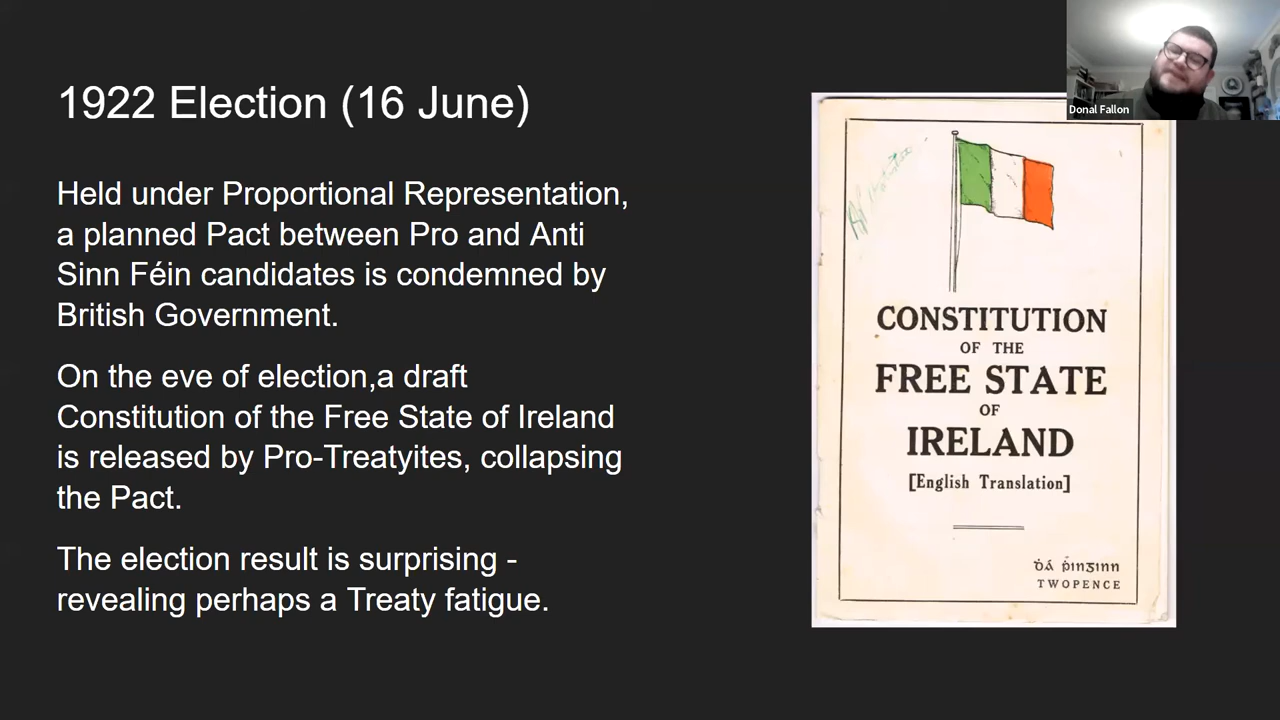 1922 Election (16 June)
Held under Proportional Representation,
a planned Pact between Pro and Anti
Sinn Féin candidates is condemned by
British Government.
On the eve of election,a draft
Constitution of the Free State of Ireland
is released by Pro-Treatyites, collapsing
the Pact.
The election result is surprising -
revealing perhaps a Treaty fatigue.
Donal Fallon
CONSTITUTION
OF THE
FREE STATE
OF
IRELAND
[English Translation]
ḋá ṗinginn
TWOPENCE